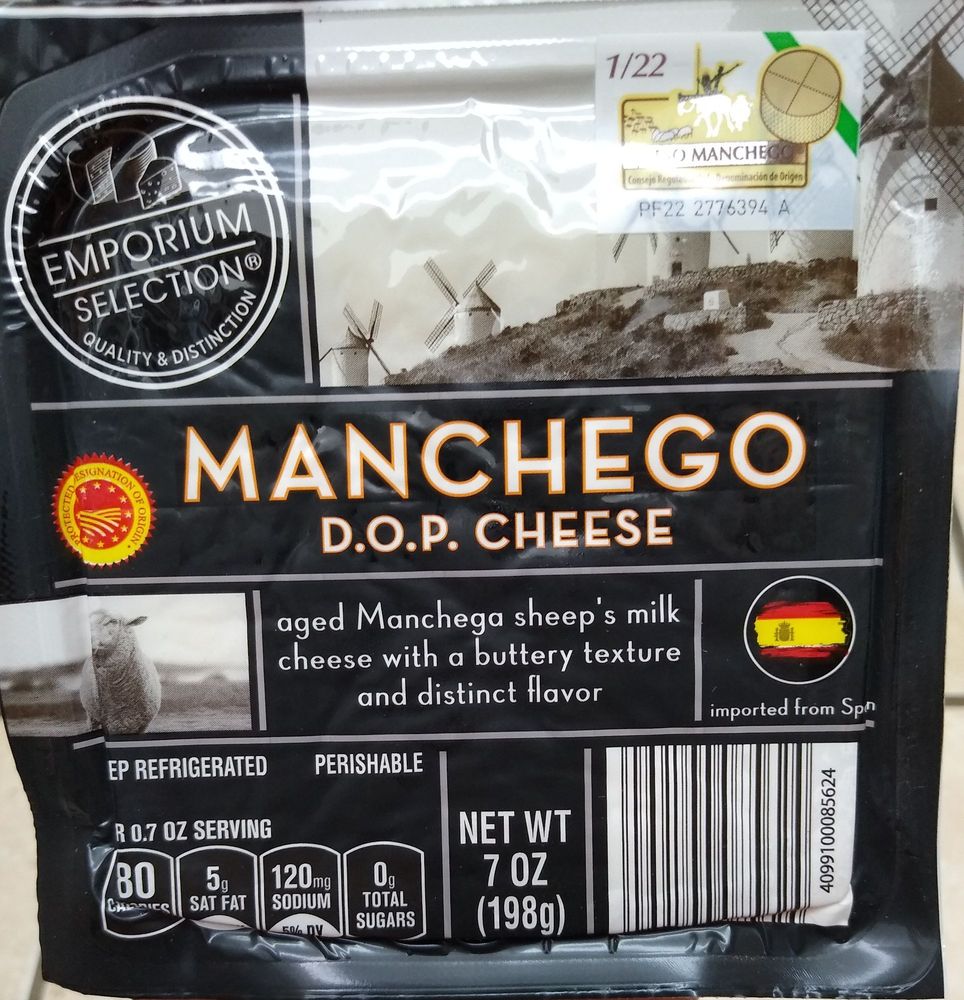 1/22
MANCHEGO
Consejo Denominación de Origen
PF22 2776394 A
EMPORIUM
SELECTION®
QUALITY & DISTINCTION
MANCHEGO
D.O.P. CHEESE
PROTECTED DESIGNATION OF ORIGIN
aged Manchega sheep's milk
cheese with a buttery texture
and distinct flavor
imported from Sp n
EP REFRIGERATED
PERISHABLE
R 0.7 OZ SERVING
80
CALORIES
5g
SAT FAT
120mg
SODIUM
5% DV
0g
TOTAL
SUGARS
NET WT
7 OZ
(198g)
4099100085624